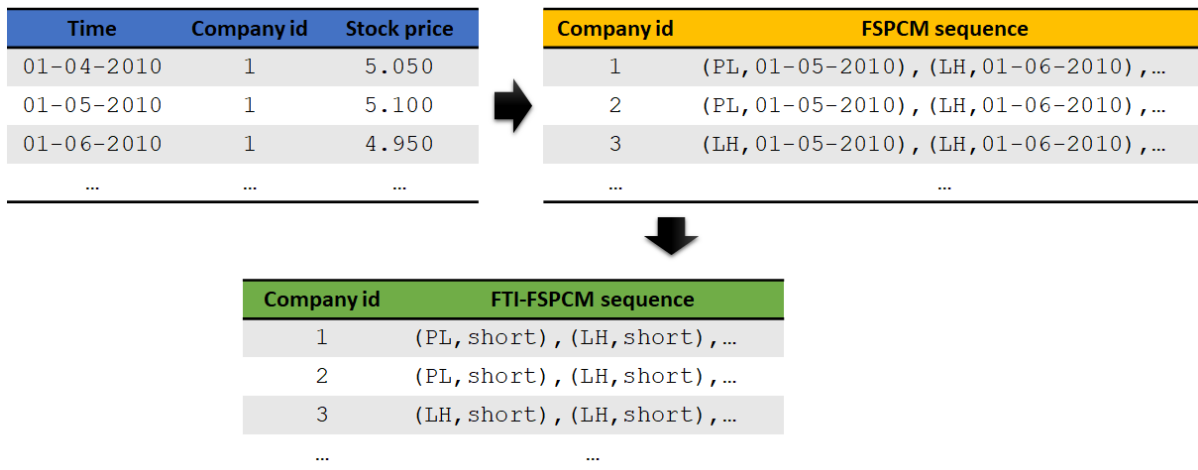 Time Company id Stock price
01-04-2010 1 5.050
01-05-2010 1 5.100
01-06-2010 1 4.950
… … …
Company id FSPCM sequence
1 (PL,01-05-2010),(LH,01-06-2010),…
2 (PL,01-05-2010),(LH,01-06-2010),…
3 (LH,01-05-2010),(LH,01-06-2010),…
… …
Company id FTI-FSPCM sequence
1 (PL,short),(LH,short),…
2 (PL,short),(LH,short),…
3 (LH,short),(LH,short),…
… …